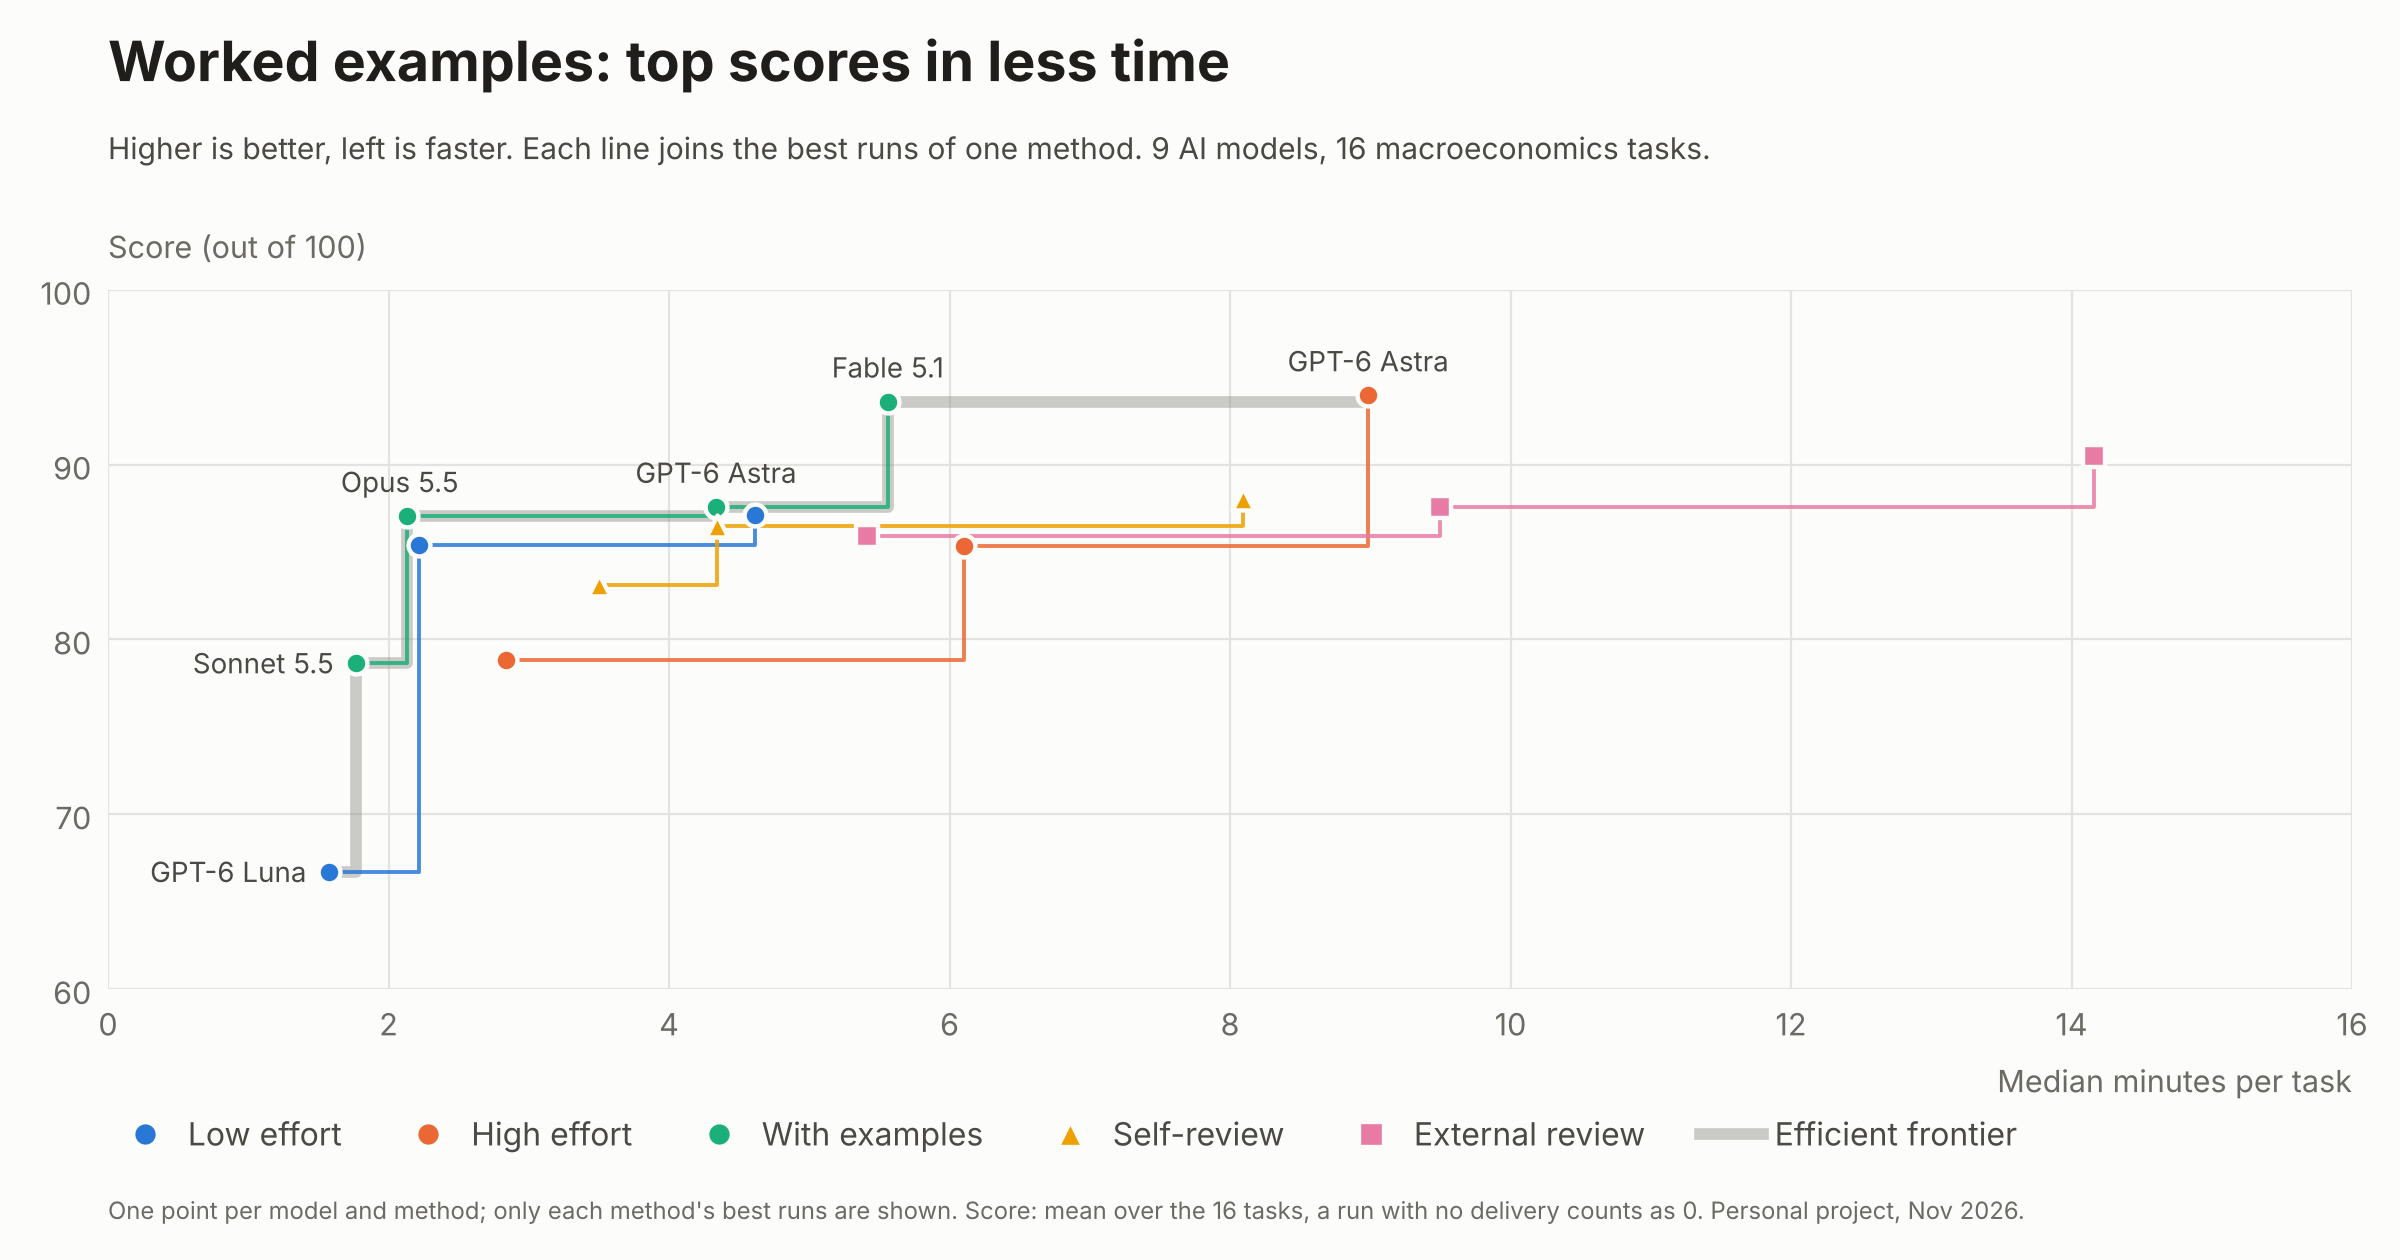 Worked examples: top scores in less time
Higher is better, left is faster. Each line joins the best runs of one method. 9 AI models, 16 macroeconomics tasks.
Score (out of 100)
100
90
80
70
60
Fable 5.1
GPT-6 Astra
Opus 5.5
GPT-6 Astra
Sonnet 5.5
GPT-6 Luna
0 2 4 6 8 10 12 14 16
Median minutes per task
Low effort High effort With examples Self-review External review Efficient frontier
One point per model and method; only each method's best runs are shown. Score: mean over the 16 tasks, a run with no delivery counts as 0. Personal project, Nov 2026.